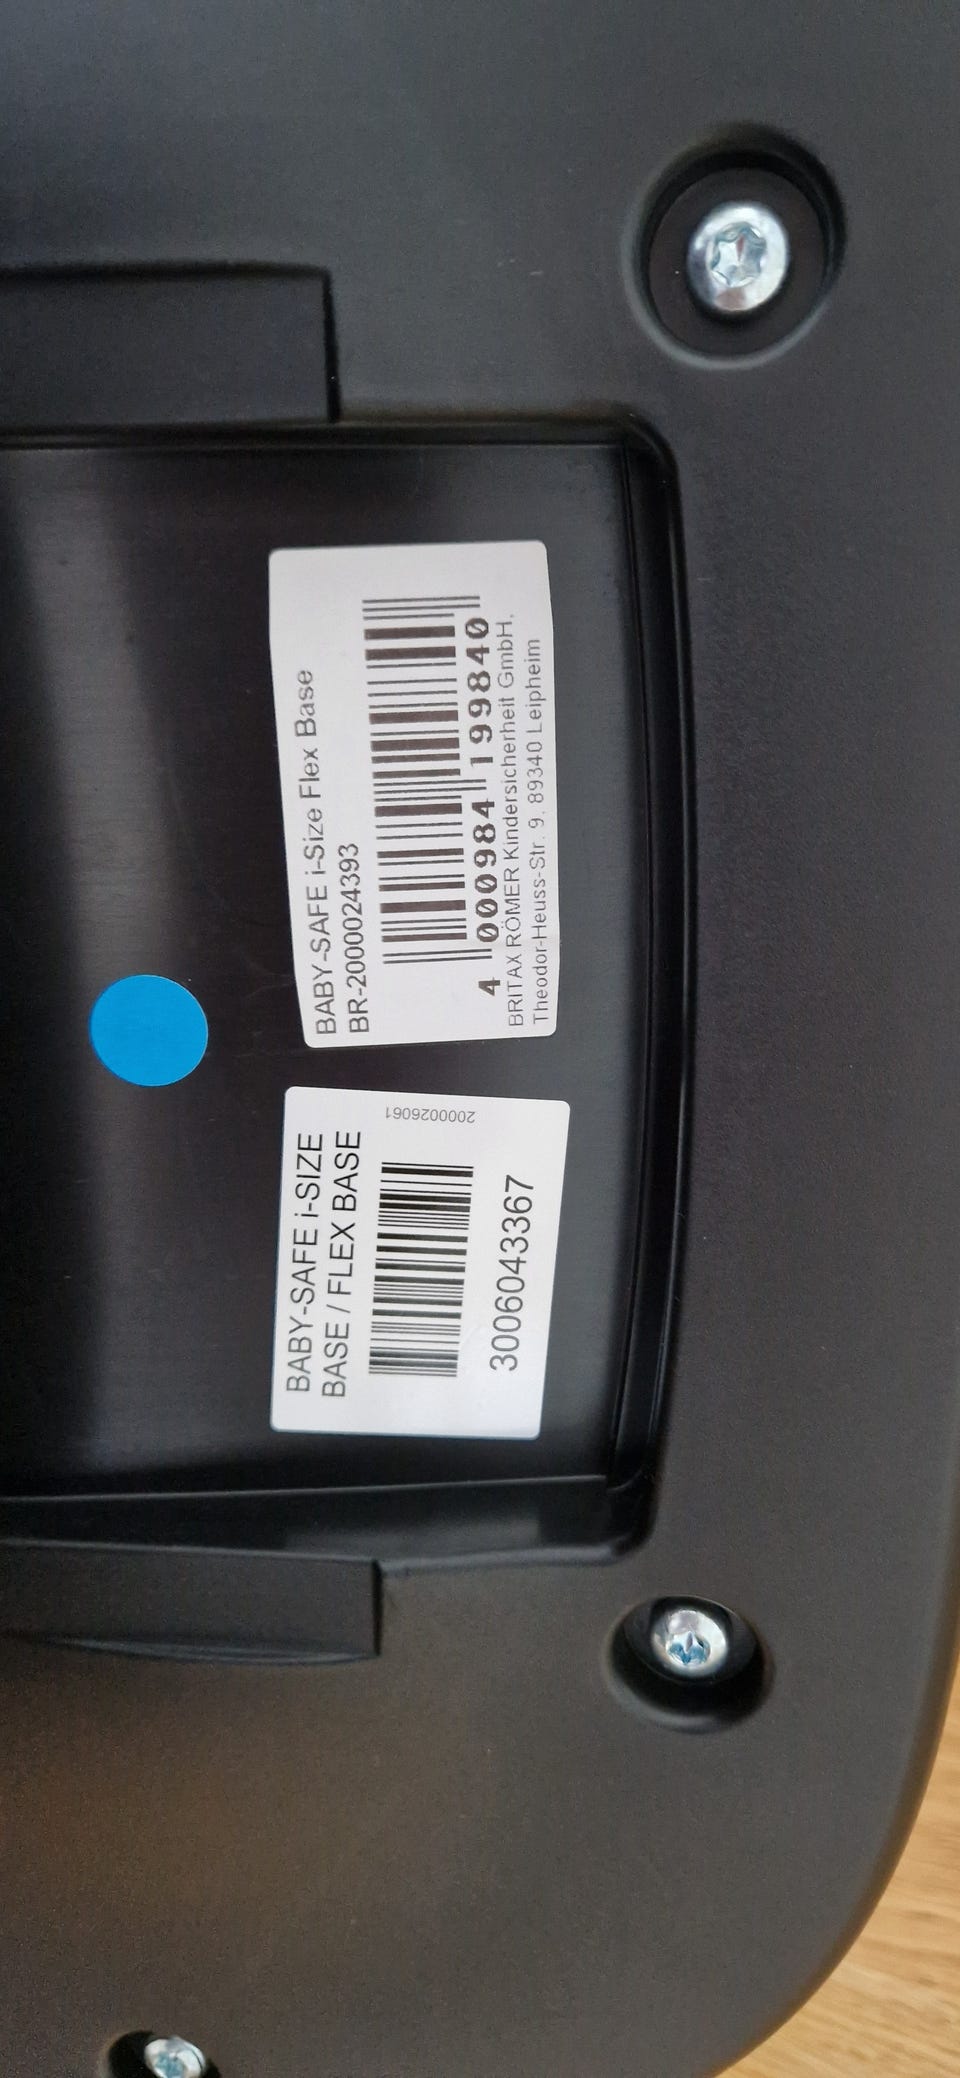 BABY-SAFE i-Size Flex Base
BR-2000024393
4 000984 199840
BRITAX RÖMER Kindersicherheit GmbH,
Theodor-Heuss-Str. 9, 89340 Leipheim
BABY-SAFE i-SIZE
BASE / FLEX BASE
2000026061
3006043367